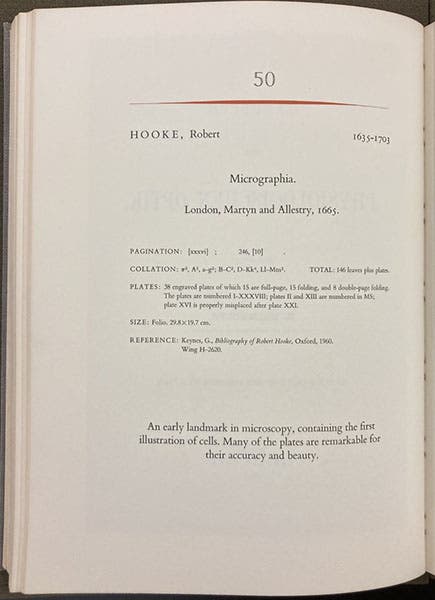 50
HOOKE, Robert 1635-1703
Micrographia.
London, Martyn and Allestry, 1665.
PAGINATION: [xxxvi] ; 246, [10] .
COLLATION: π², A², a-g²; B-C², D-Kk⁴, Ll-Mm². TOTAL: 146 leaves plus plates.
PLATES: 38 engraved plates of which 15 are full-page, 15 folding, and 8 double-page folding.
The plates are numbered I-XXXVIII; plates II and XIII are numbered in MS;
plate XVI is properly misplaced after plate XXI.
SIZE: Folio. 29.8×19.7 cm.
REFERENCE: Keynes, G., Bibliography of Robert Hooke, Oxford, 1960.
Wing H-2620.
An early landmark in microscopy, containing the first
illustration of cells. Many of the plates are remarkable for
their accuracy and beauty.